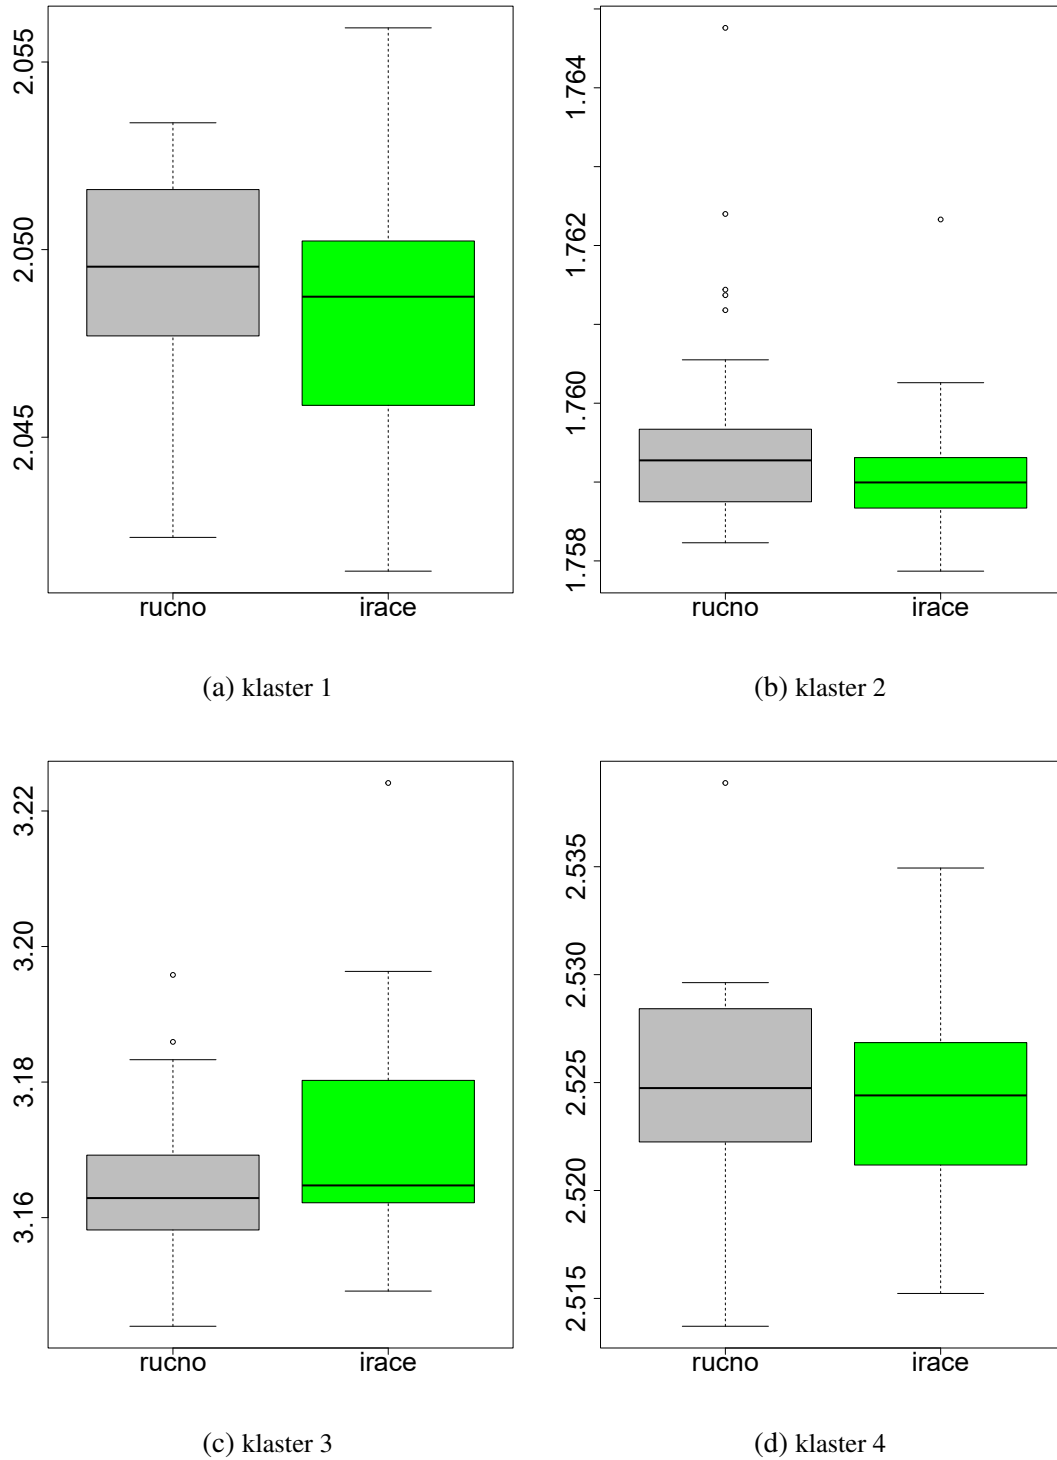 2.055
2.050
2.045
rucno irace
(a) klaster 1
1.764
1.762
1.760
1.758
rucno irace
(b) klaster 2
3.22
3.20
3.18
3.16
rucno irace
(c) klaster 3
2.535
2.530
2.525
2.520
2.515
rucno irace
(d) klaster 4